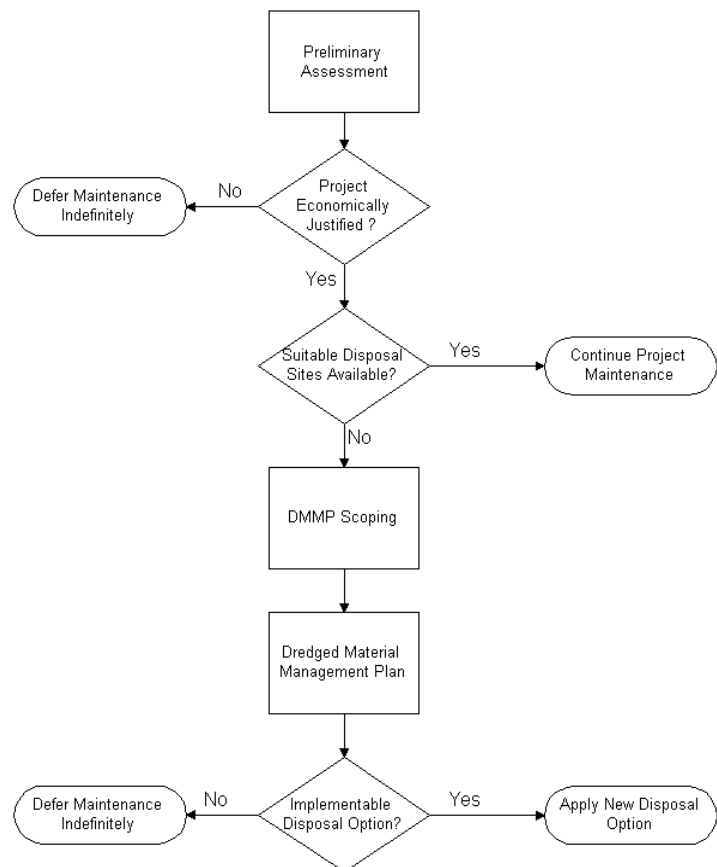 Preliminary
Assessment
Project
Economically
Justified ?
No
Defer Maintenance
Indefinitely
Yes
Suitable Disposal
Sites Available?
Yes
Continue Project
Maintenance
No
DMMP Scoping
Dredged Material
Management Plan
Implementable
Disposal Option?
No
Defer Maintenance
Indefinitely
Yes
Apply New Disposal
Option